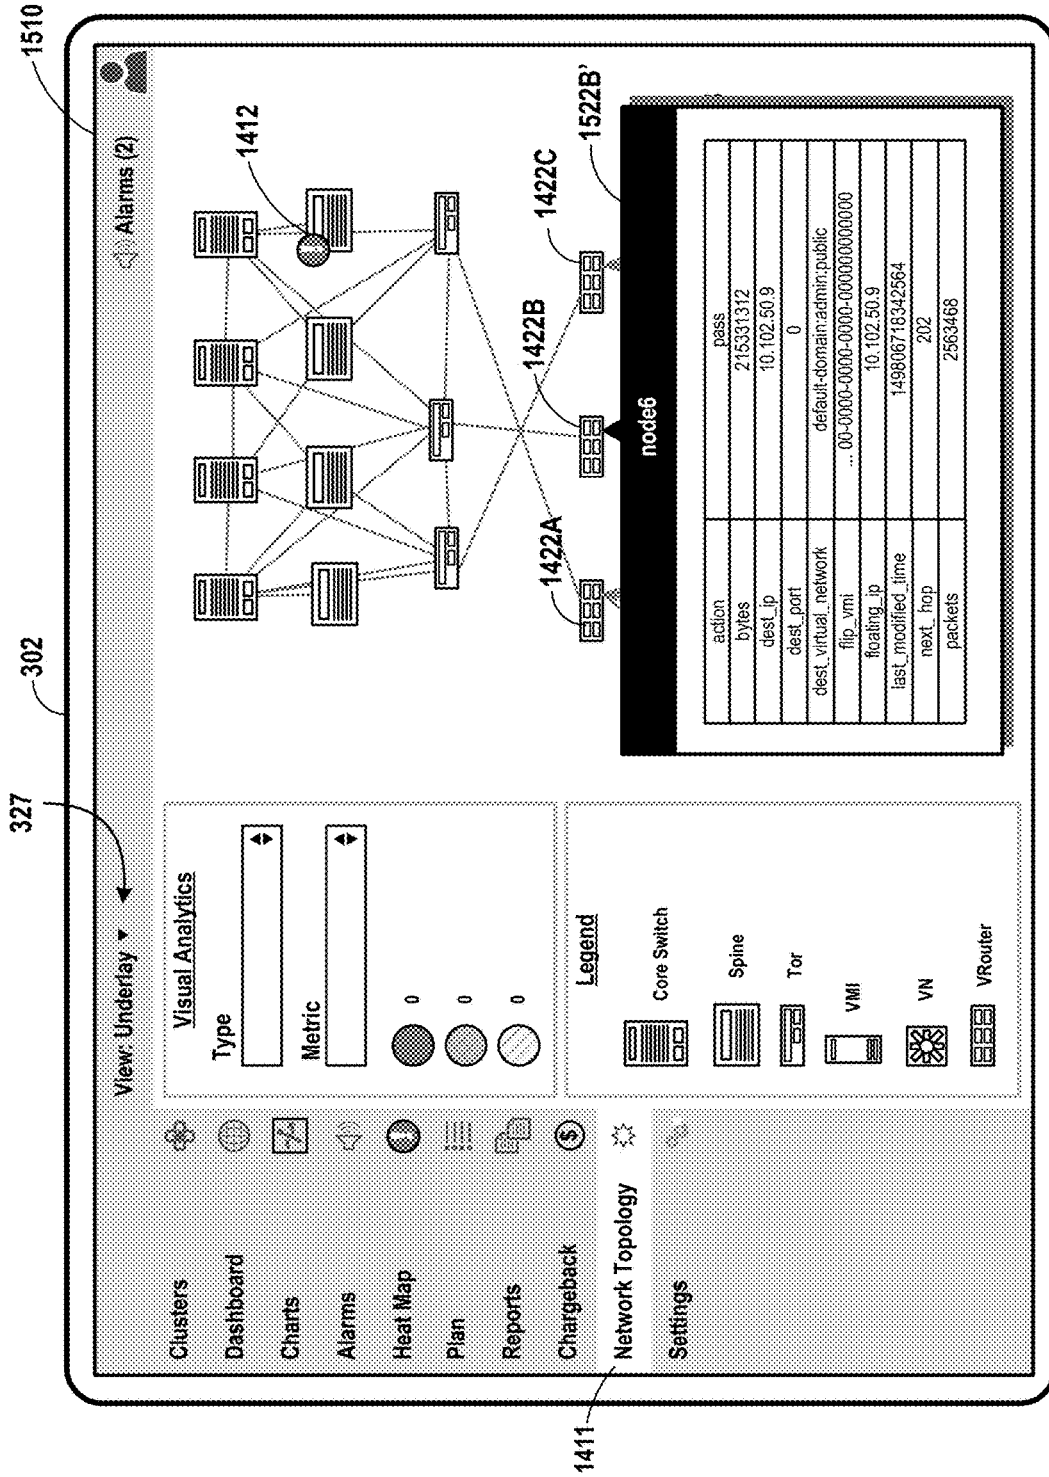 302
327
1510
View: Underlay ▾
Alarms (2)
Clusters
Dashboard
Charts
Alarms
Heat Map
Plan
Reports
Chargeback
$
Network Topology
Settings
1411
Visual Analytics
Type
Metric
0
0
0
Legend
Core Switch
Spine
Tor
VMI
VN
VRouter
1412
1422A
1422B
1422C
1522B'
node6
action pass
bytes 215331312
dest_ip 10.102.50.9
dest_port 0
dest_virtual_network default-domain:admin:public
flip_vmi ... 00-0000-0000-0000-000000000000
floating_ip 10.102.50.9
last_modified_time 1498067718342564
next_ hop 202
packets 2563468